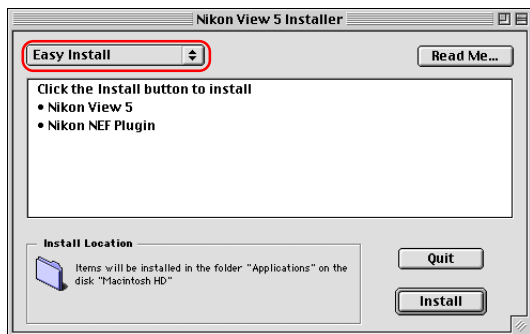 Nikon View 5 Installer
Easy Install
Read Me...
Click the Install button to install
• Nikon View 5
• Nikon NEF Plugin
Install Location
Items will be installed in the folder "Applications" on the
disk "Macintosh HD"
Quit
Install